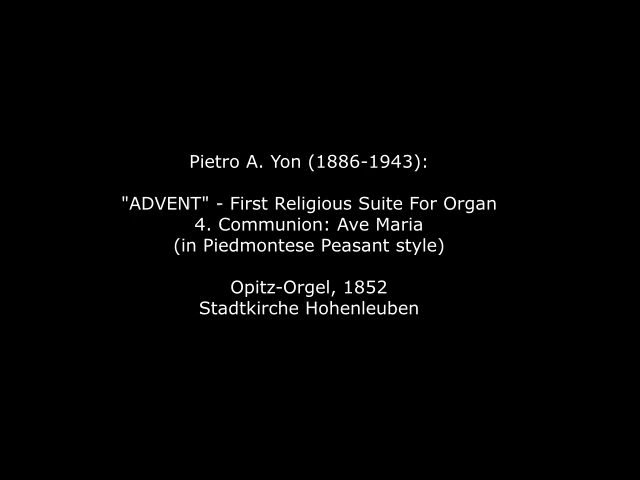 Pietro A. Yon (1886-1943):
"ADVENT" - First Religious Suite For Organ
4. Communion: Ave Maria
(in Piedmontese Peasant style)
Opitz-Orgel, 1852
Stadtkirche Hohenleuben